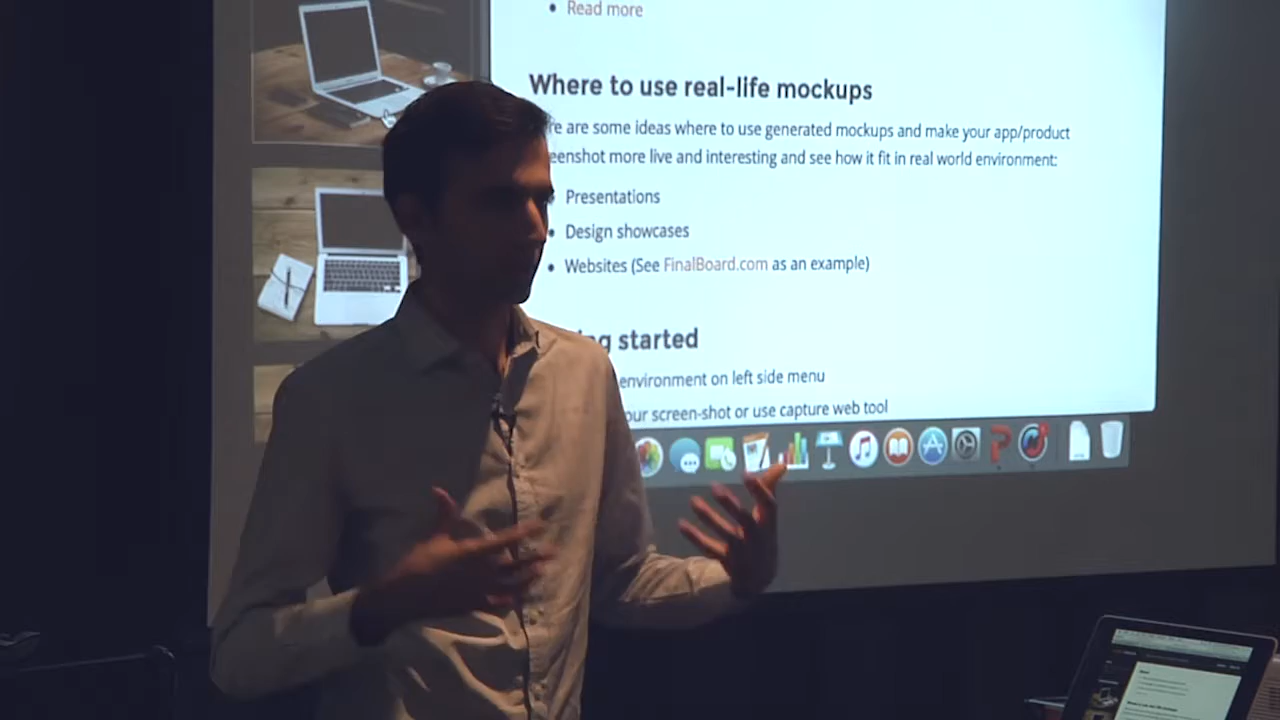 Read more
Where to use real-life mockups
re are some ideas where to use generated mockups and make your app/product
eenshot more live and interesting and see how it fit in real world environment:
Presentations
Design showcases
Websites (See FinalBoard.com as an example)
ng started
environment on left side menu
our screen-shot or use capture web tool